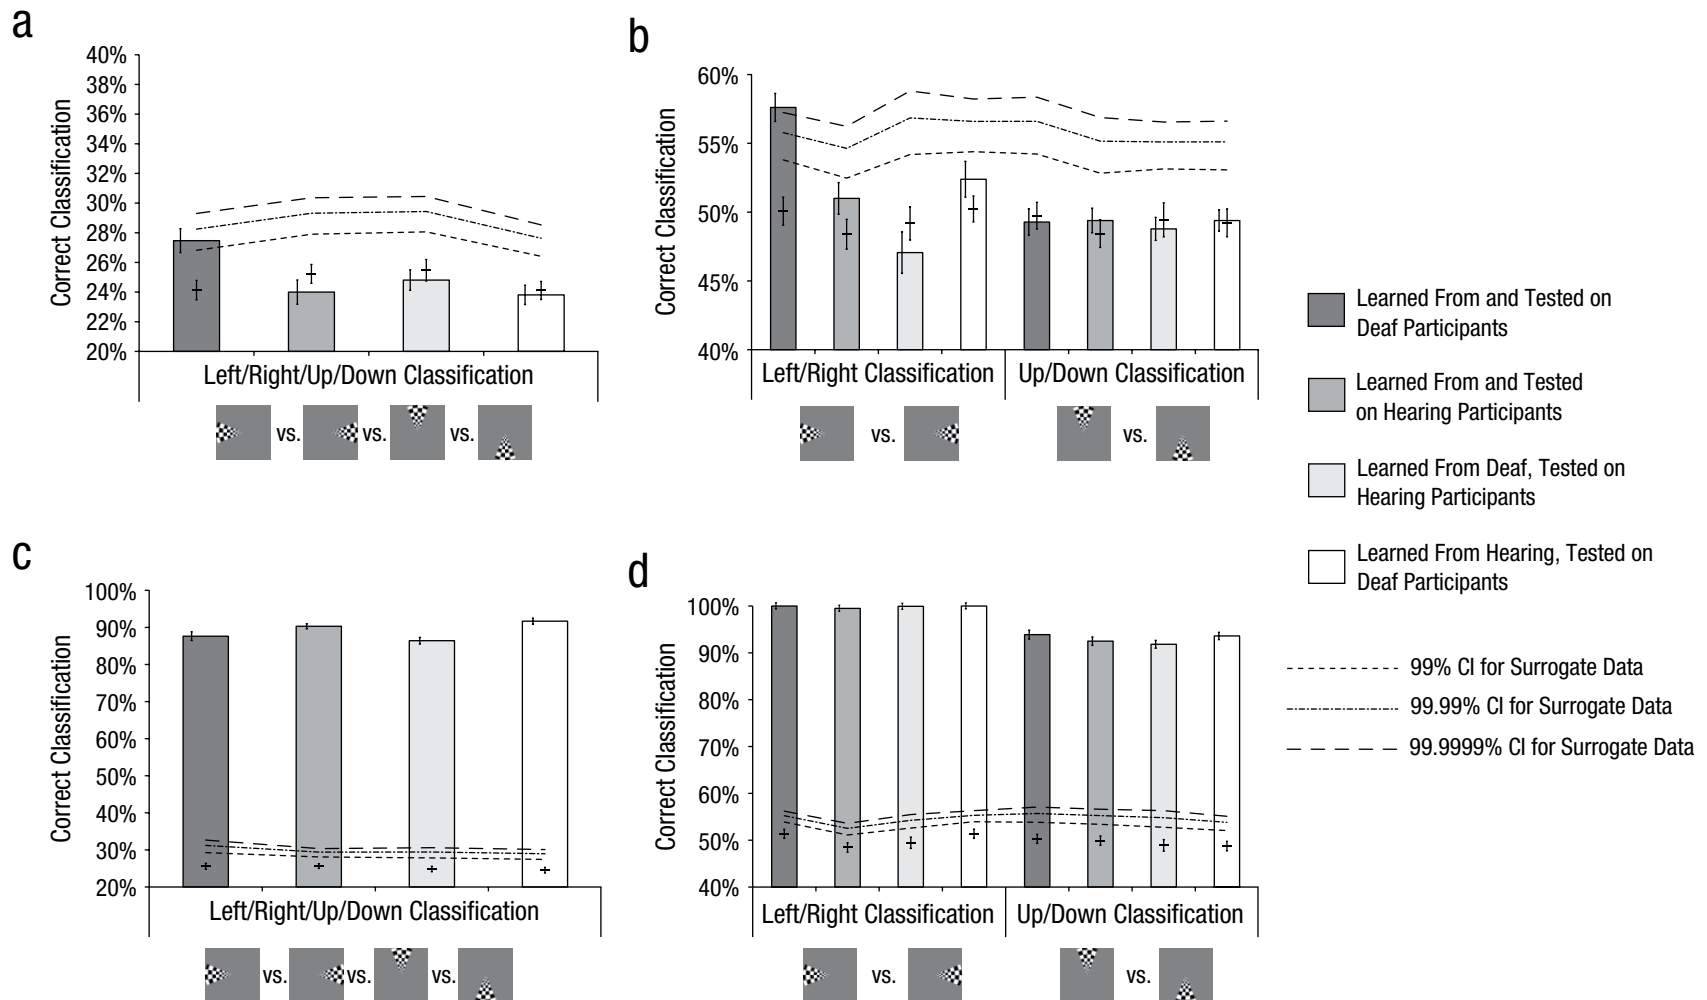 a
Correct Classification
40%
38%
36%
34%
32%
30%
28%
26%
24%
22%
20%
Left/Right/Up/Down Classification
vs. vs. vs.
b
Correct Classification
60%
55%
50%
45%
40%
Left/Right Classification
Up/Down Classification
vs.
vs.
Learned From and Tested on
Deaf Participants
Learned From and Tested
on Hearing Participants
Learned From Deaf, Tested on
Hearing Participants
Learned From Hearing, Tested on
Deaf Participants
99% CI for Surrogate Data
99.99% CI for Surrogate Data
99.9999% CI for Surrogate Data
c
Correct Classification
100%
90%
80%
70%
60%
50%
40%
30%
20%
Left/Right/Up/Down Classification
vs. vs. vs.
d
Correct Classification
100%
90%
80%
70%
60%
50%
40%
Left/Right Classification
Up/Down Classification
vs.
vs.